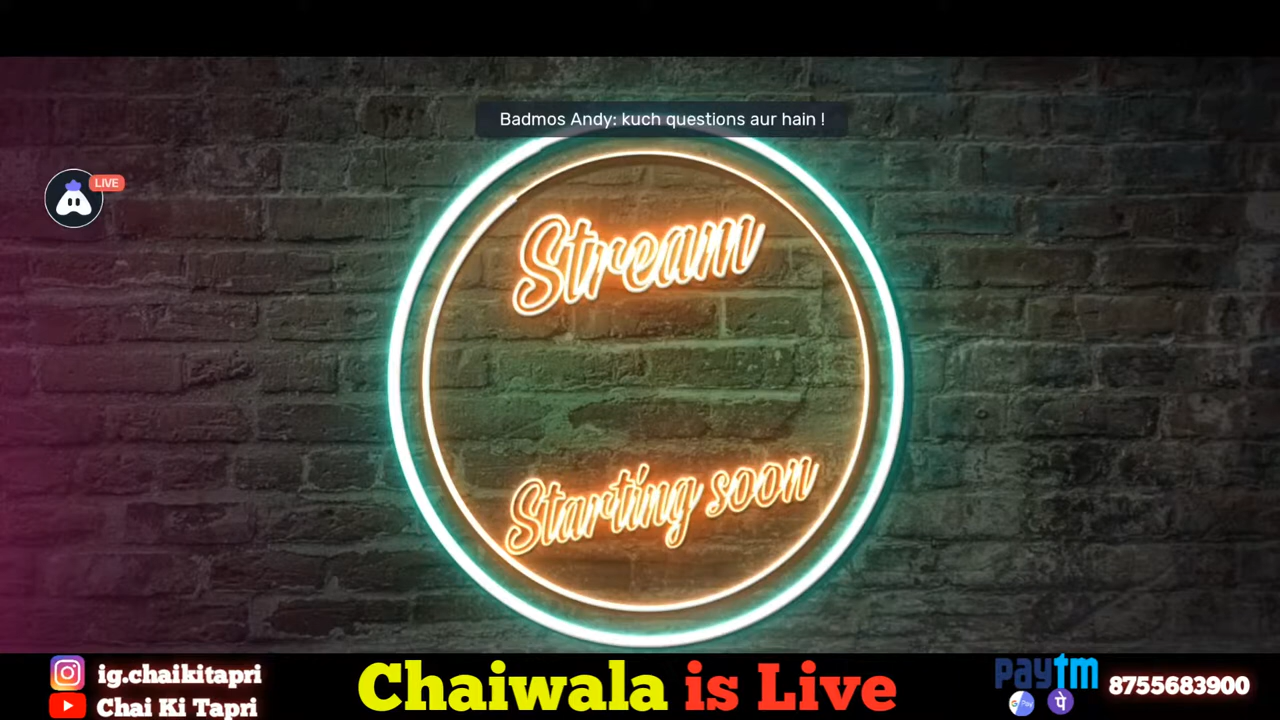 Badmos Andy: kuch questions aur hain !
LIVE
Stream
Starting soon
ig.chaikitapri
Chai Ki Tapri
Chaiwala is Live
paytm
G Pay
पे
8755683900